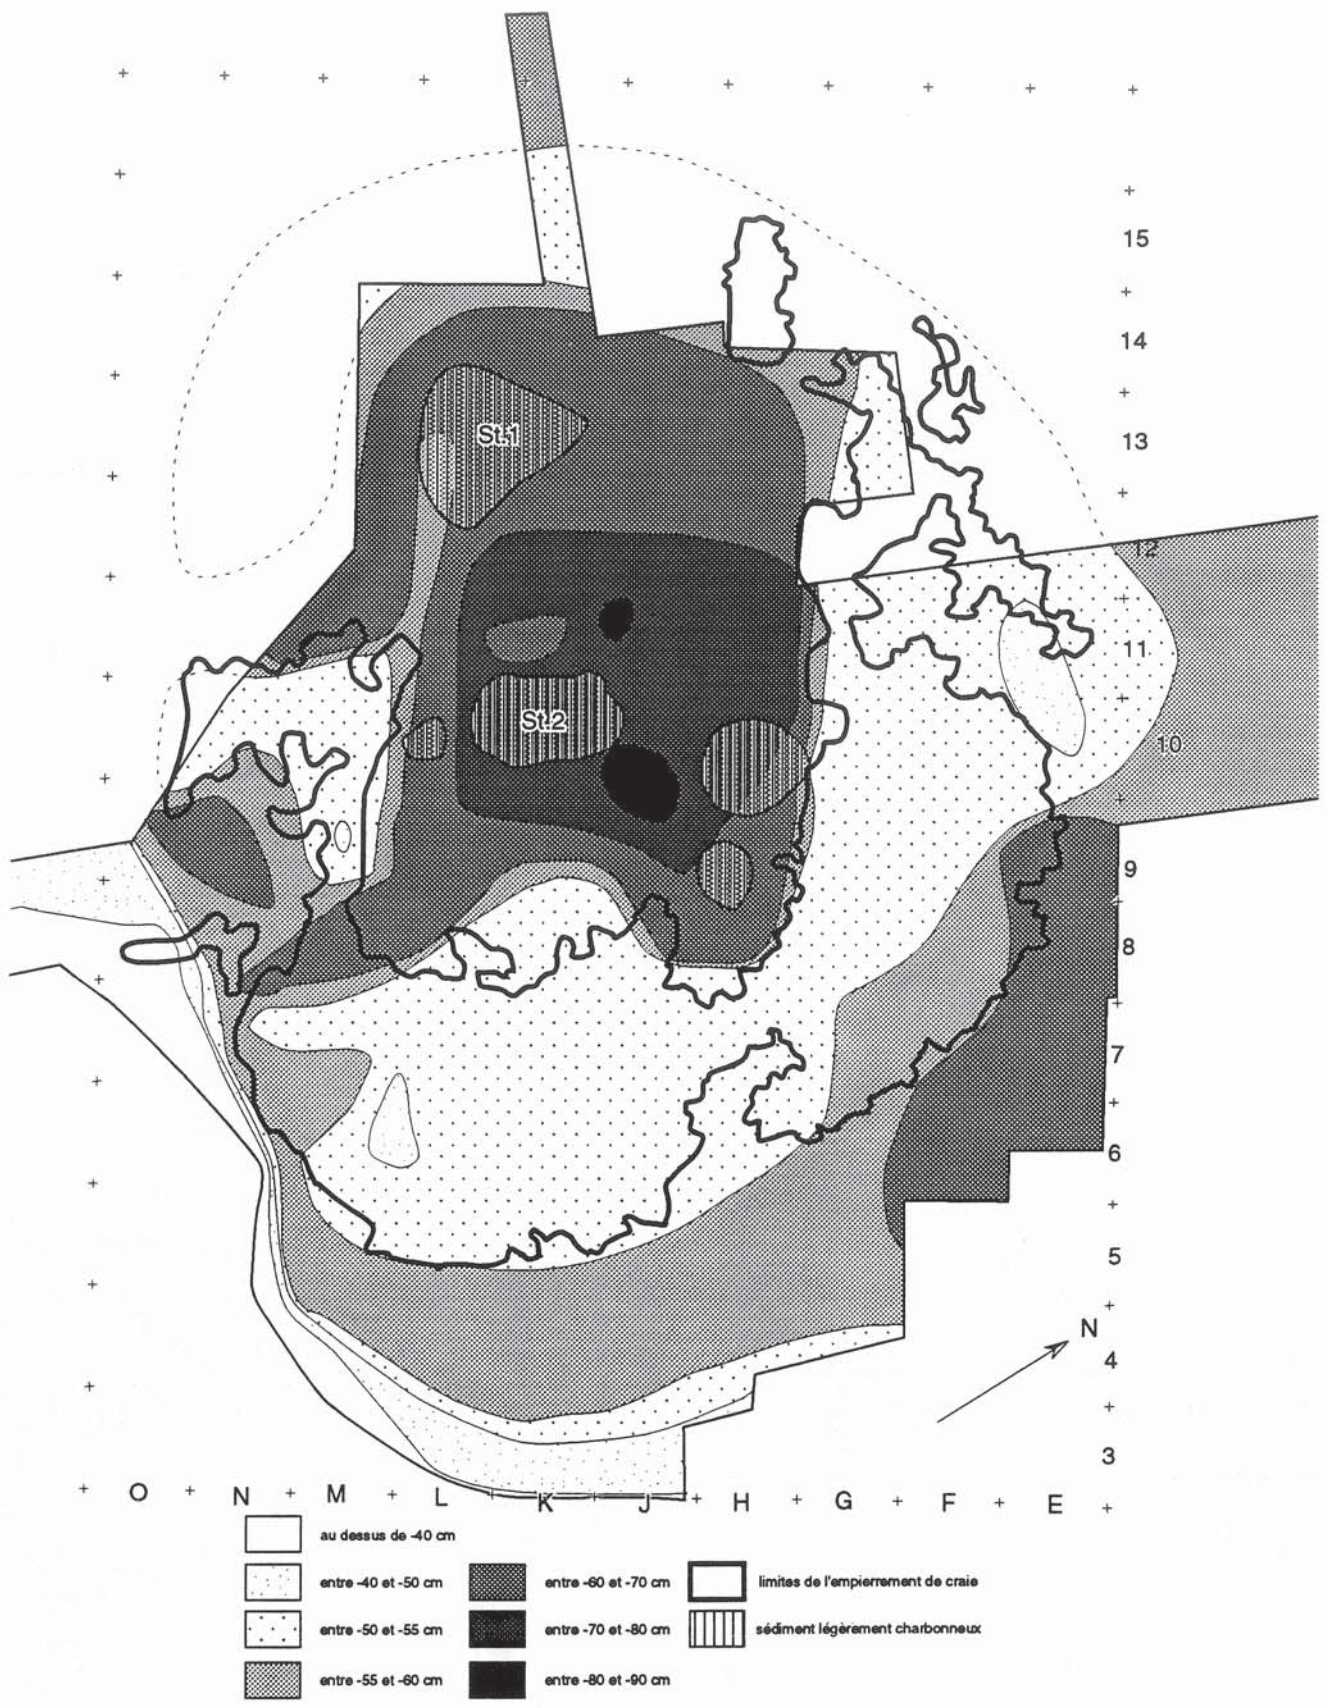 15
14
St.1
13
12
11
St.2
10
9
8
7
6
5
N
4
3
O N M L K J H G F E
au dessus de -40 cm
entre -40 et -50 cm
entre -60 et -70 cm
limites de l'empierrement de craie
entre -50 et -55 cm
entre -70 et -80 cm
sédiment légèrement charbonneux
entre -55 et -60 cm
entre -80 et -90 cm